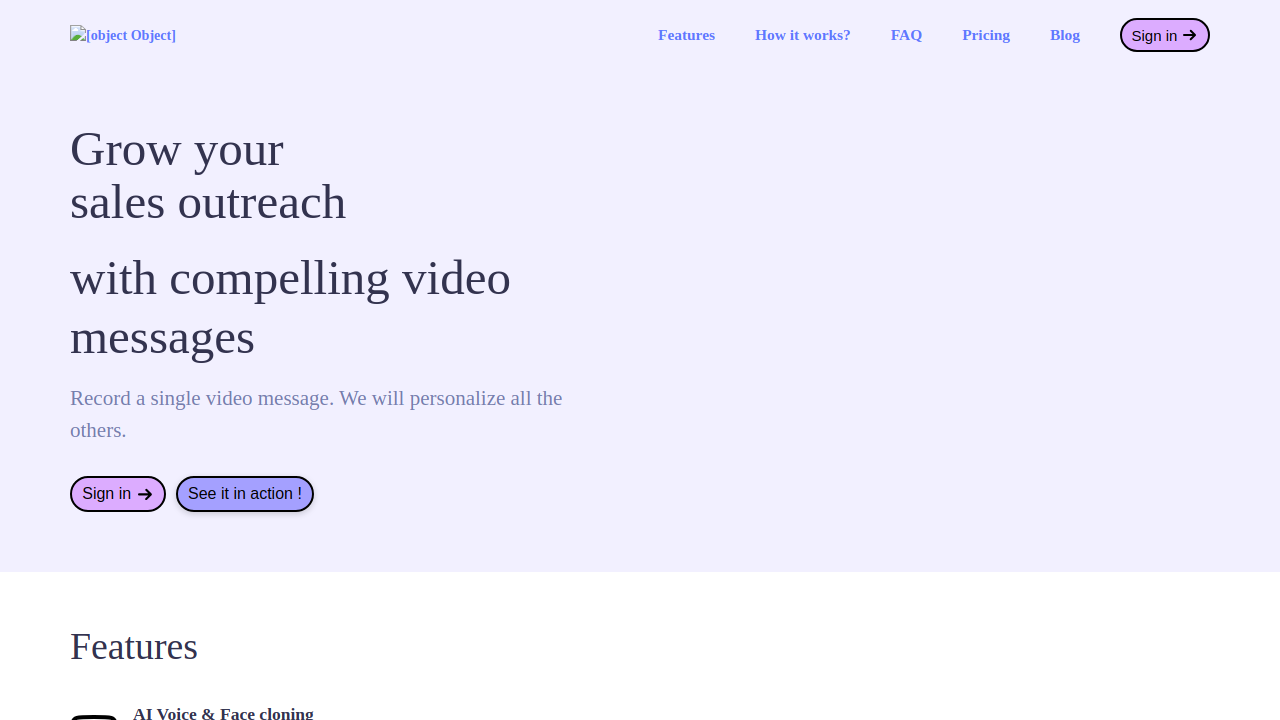 [object Object]
Features
How it works?
FAQ
Pricing
Blog
Sign in
Grow your
sales outreach
with compelling video
messages
Record a single video message. We will personalize all the
others.
Sign in
See it in action !
Features
AI Voice & Face cloning